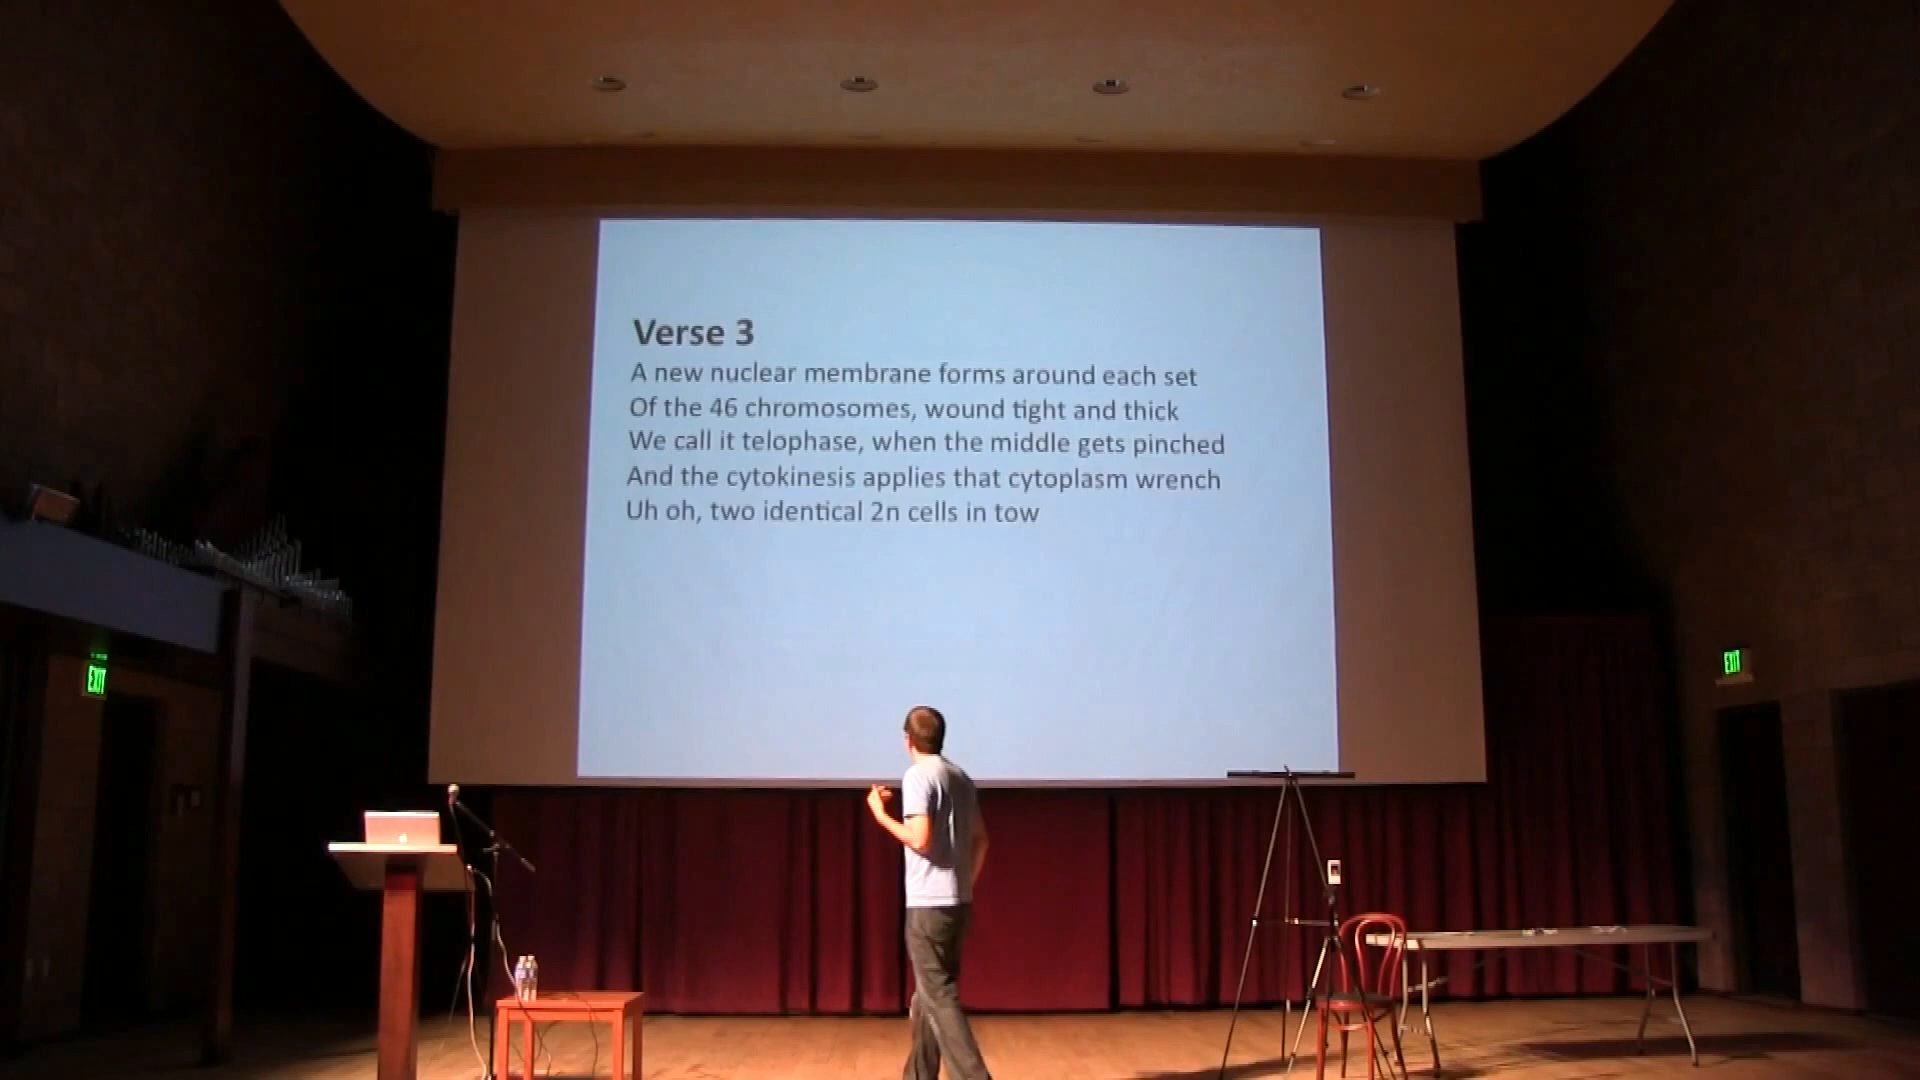 Verse 3
A new nuclear membrane forms around each set
Of the 46 chromosomes, wound tight and thick
We call it telophase, when the middle gets pinched
And the cytokinesis applies that cytoplasm wrench
Uh oh, two identical 2n cells in tow
EXIT
EXIT